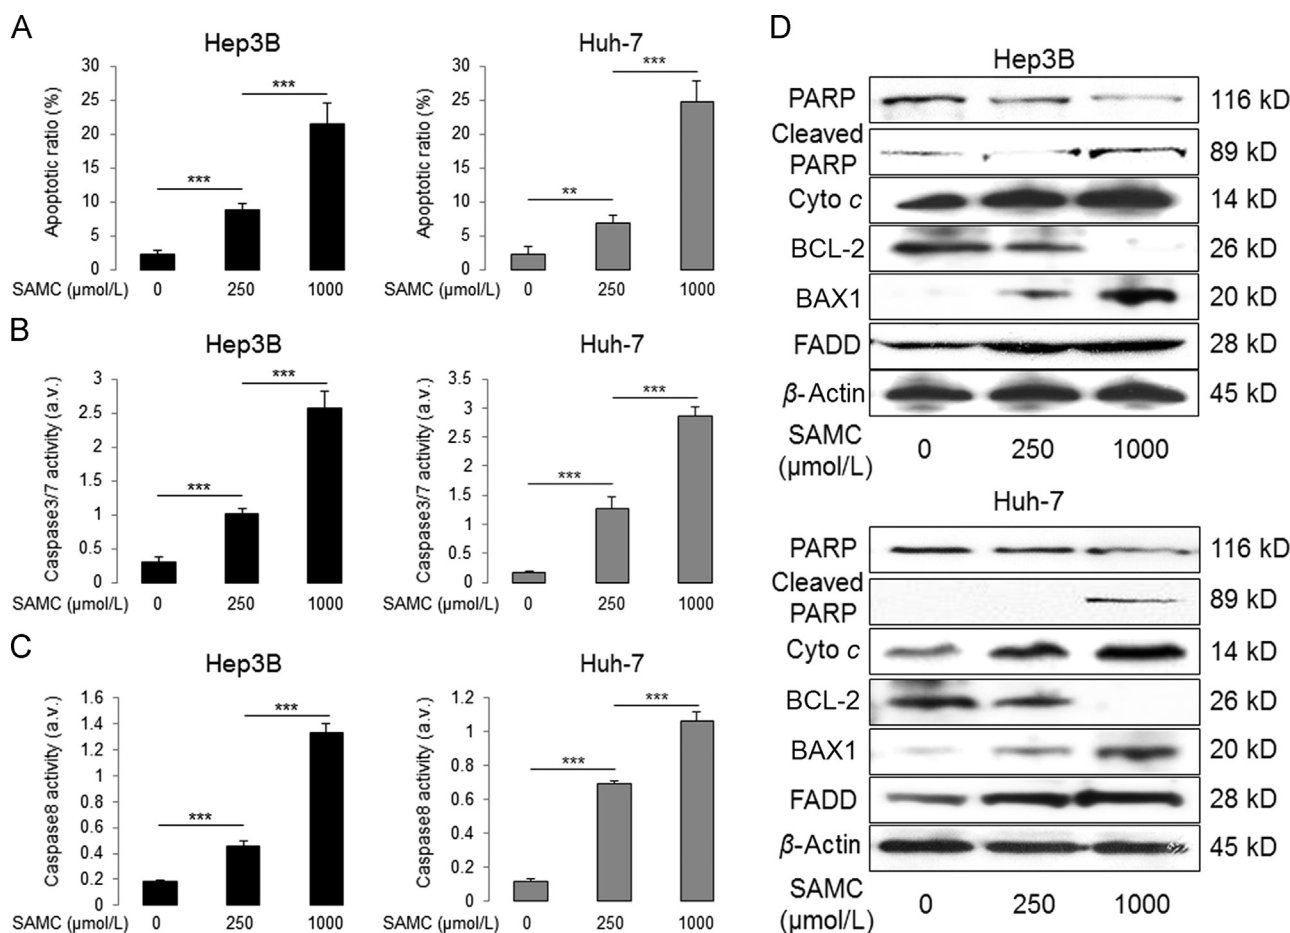 A
Hep3B
Apoptotic ratio (%)
30
25
20
15
10
5
0
***
***
SAMC (µmol/L) 0 250 1000
Huh-7
Apoptotic ratio (%)
30
25
20
15
10
5
0
**
***
SAMC (µmol/L) 0 250 1000
B
Hep3B
Caspase3/7 activity (a.v.)
3
2.5
2
1.5
1
0.5
0
***
***
SAMC (µmol/L) 0 250 1000
Huh-7
Caspase3/7 activity (a.v.)
3.5
3
2.5
2
1.5
1
0.5
0
***
***
SAMC (µmol/L) 0 250 1000
C
Hep3B
Caspase8 activity (a.v.)
1.6
1.4
1.2
1
0.8
0.6
0.4
0.2
0
***
***
SAMC (µmol/L) 0 250 1000
Huh-7
Caspase8 activity (a.v.)
1.2
1
0.8
0.6
0.4
0.2
0
***
***
SAMC (µmol/L) 0 250 1000
D
Hep3B
PARP 116 kD
Cleaved
PARP 89 kD
Cyto c 14 kD
BCL-2 26 kD
BAX1 20 kD
FADD 28 kD
β-Actin 45 kD
SAMC
(µmol/L) 0 250 1000
Huh-7
PARP 116 kD
Cleaved
PARP 89 kD
Cyto c 14 kD
BCL-2 26 kD
BAX1 20 kD
FADD 28 kD
β-Actin 45 kD
SAMC
(µmol/L) 0 250 1000